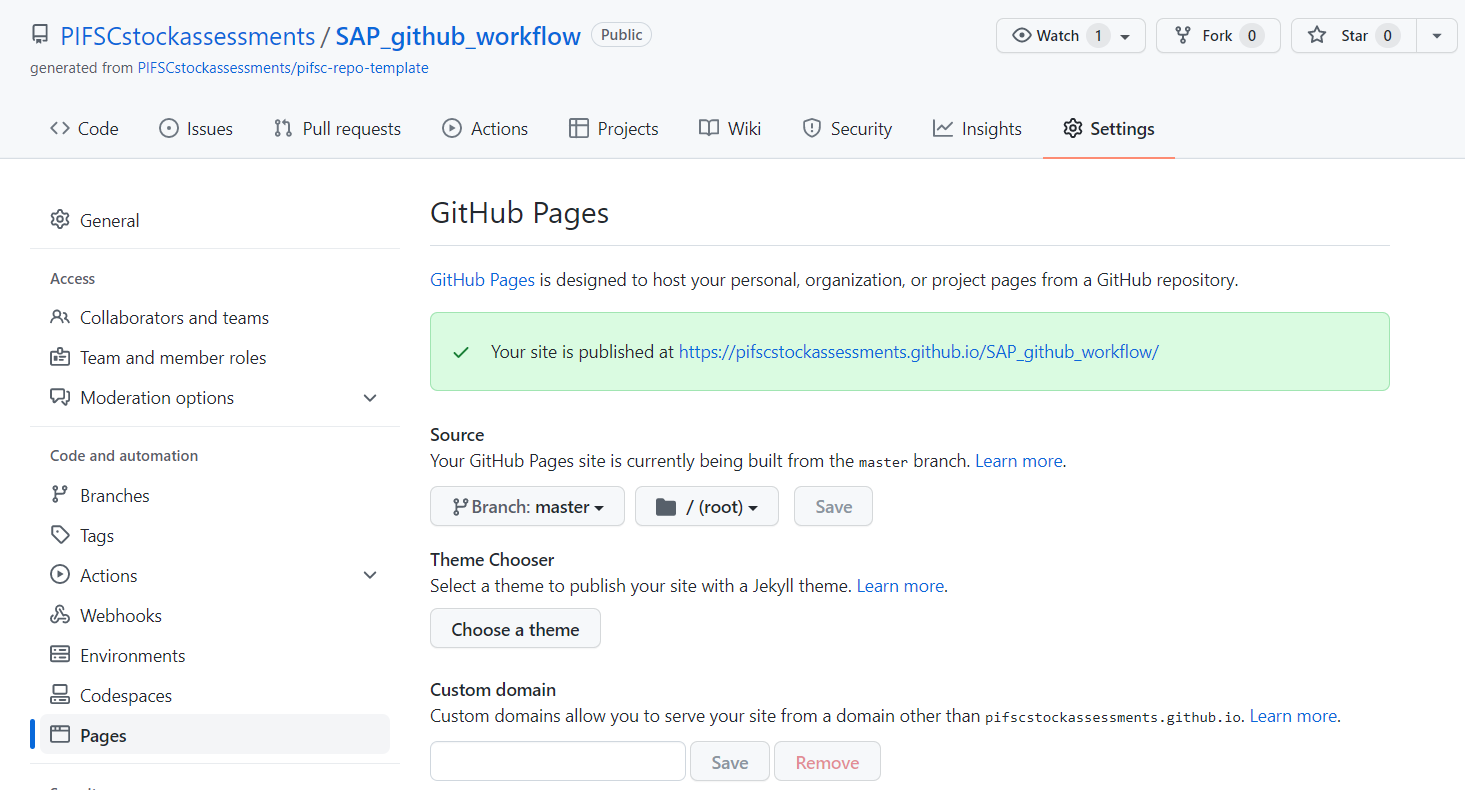 PIFSCstockassessments / SAP_github_workflow Public
Watch 1
Fork 0
Star 0
generated from PIFSCstockassessments/pifsc-repo-template
Code Issues Pull requests Actions Projects Wiki Security Insights Settings
General
Access
Collaborators and teams
Team and member roles
Moderation options
Code and automation
Branches
Tags
Actions
Webhooks
Environments
Codespaces
Pages
GitHub Pages
GitHub Pages is designed to host your personal, organization, or project pages from a GitHub repository.
Your site is published at https://pifscstockassessments.github.io/SAP_github_workflow/
Source
Your GitHub Pages site is currently being built from the master branch. Learn more.
Branch: master / (root) Save
Theme Chooser
Select a theme to publish your site with a Jekyll theme. Learn more.
Choose a theme
Custom domain
Custom domains allow you to serve your site from a domain other than pifscstockassessments.github.io. Learn more.
Save Remove